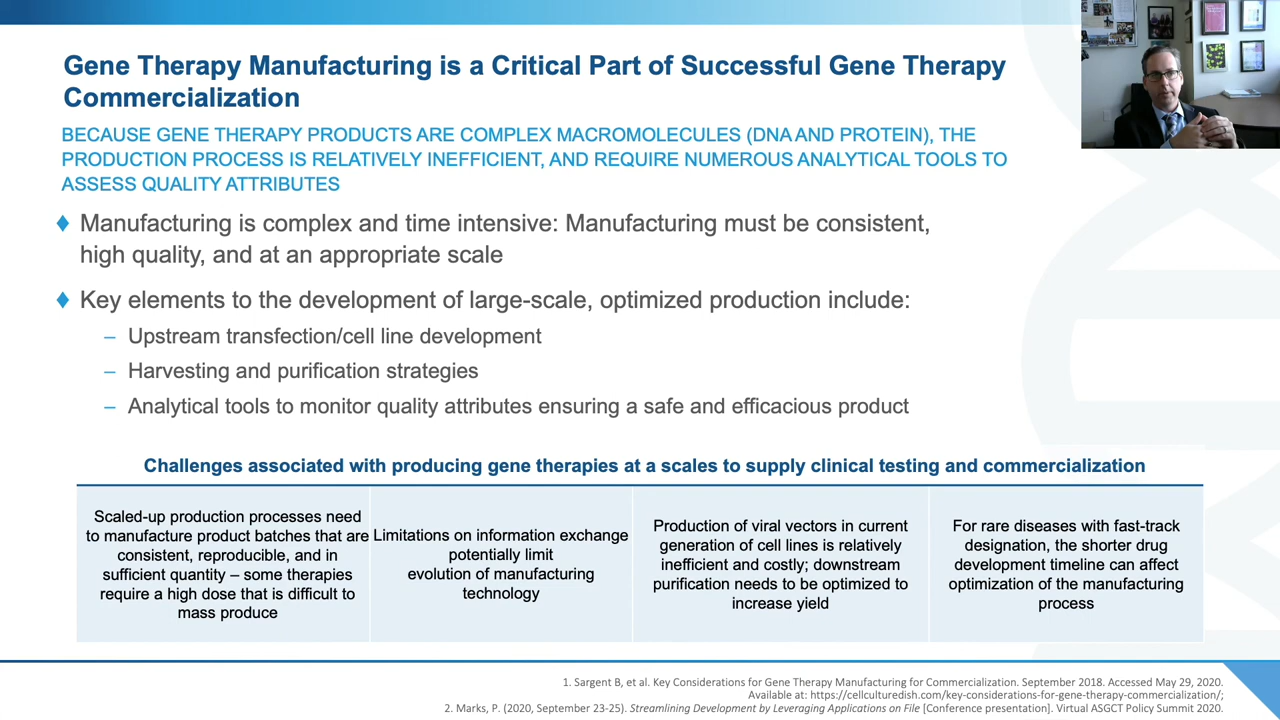 Gene Therapy Manufacturing is a Critical Part of Successful Gene Therapy
Commercialization
BECAUSE GENE THERAPY PRODUCTS ARE COMPLEX MACROMOLECULES (DNA AND PROTEIN), THE
PRODUCTION PROCESS IS RELATIVELY INEFFICIENT, AND REQUIRE NUMEROUS ANALYTICAL TOOLS TO
ASSESS QUALITY ATTRIBUTES
♦ Manufacturing is complex and time intensive: Manufacturing must be consistent,
high quality, and at an appropriate scale
♦ Key elements to the development of large-scale, optimized production include:
– Upstream transfection/cell line development
– Harvesting and purification strategies
– Analytical tools to monitor quality attributes ensuring a safe and efficacious product
Challenges associated with producing gene therapies at a scales to supply clinical testing and commercialization
Scaled-up production processes need
to manufacture product batches that are
consistent, reproducible, and in
sufficient quantity – some therapies
require a high dose that is difficult to
mass produce
Limitations on information exchange
potentially limit
evolution of manufacturing
technology
Production of viral vectors in current
generation of cell lines is relatively
inefficient and costly; downstream
purification needs to be optimized to
increase yield
For rare diseases with fast-track
designation, the shorter drug
development timeline can affect
optimization of the manufacturing
process
1. Sargent B, et al. Key Considerations for Gene Therapy Manufacturing for Commercialization. September 2018. Accessed May 29, 2020.
Available at: https://cellculturedish.com/key-considerations-for-gene-therapy-commercialization/;
2. Marks, P. (2020, September 23-25). Streamlining Development by Leveraging Applications on File [Conference presentation]. Virtual ASGCT Policy Summit 2020.